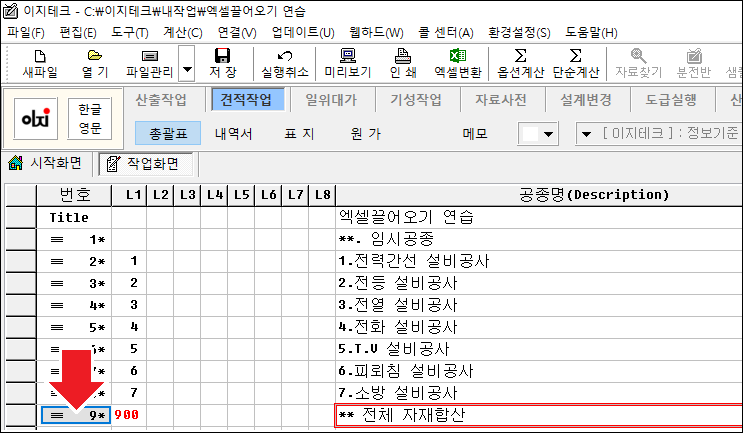 이지테크 - C:\이지테크\내작업\엑셀끌어오기 연습
파일(F) 편집(E) 도구(T) 계산(C) 연결(V) 업데이트(U) 웹하드(W) 콜 센터(A) 환경설정(S) 도움말(H)
새파일 열 기 파일관리 저 장 실행취소 미리보기 인 쇄 엑셀변환 옵션계산 단순계산 자료찾기 분전반
이지 한글 영문
산출작업 견적작업 일위대가 기성작업 자료사전 설계변경 도급실행
총괄표 내역서 표 지 원 가 메모 [ 이지테크 ] : 정보기준
시작화면 작업화면
번호 L1 L2 L3 L4 L5 L6 L7 L8 공종명(Description)
Title 엑셀끌어오기 연습
1* **. 임시공종
2* 1 1.전력간선 설비공사
3* 2 2.전등 설비공사
4* 3 3.전열 설비공사
5* 4 4.전화 설비공사
6* 5 5.T.V 설비공사
7* 6 6.피뢰침 설비공사
8* 7 7.소방 설비공사
9* 900 ** 전체 자재합산